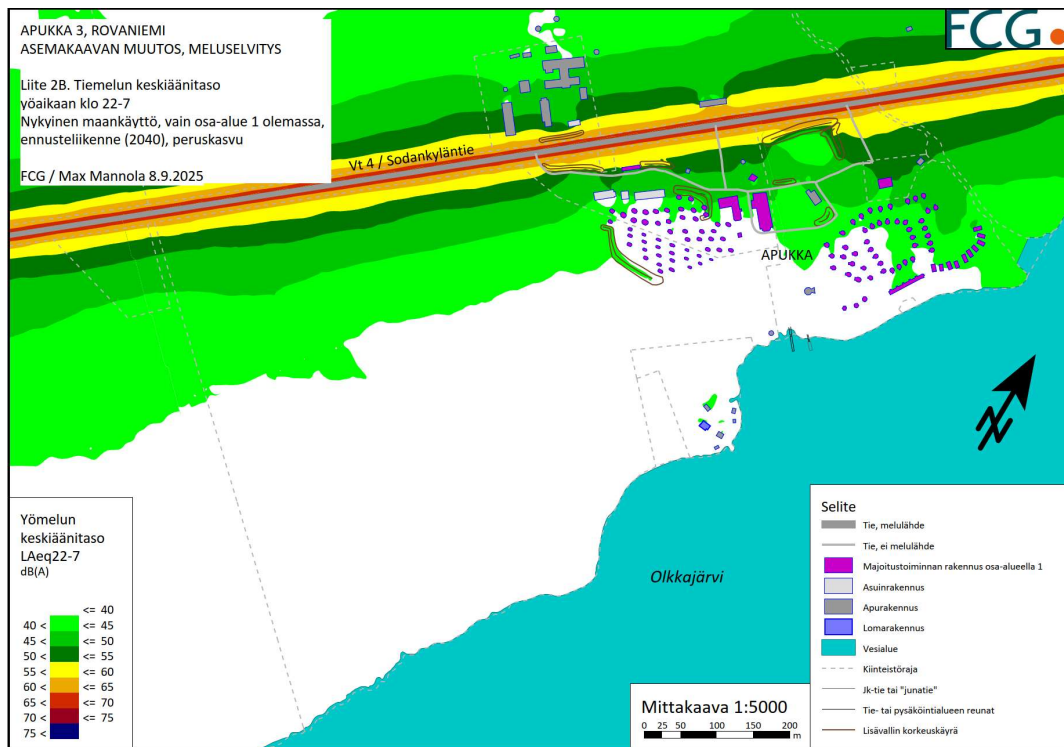 APUKKA 3, ROVANIEMI
ASEMAKAAVAN MUUTOS, MELUSELVITYS
Liite 2B. Tiemelun keskiäänitaso
yöaikaan klo 22-7
Nykyinen maankäyttö, vain osa-alue 1 olemassa,
ennusteliikenne (2040), peruskasvu
FCG / Max Mannola 8.9.2025
FCG
Vt 4 / Sodankyläntie
APUKKA
Olkkajärvi
Yömelun
keskiäänitaso
LAeq22-7
dB(A)
<= 40
40 < <= 45
45 < <= 50
50 < <= 55
55 < <= 60
60 < <= 65
65 < <= 70
70 < <= 75
75 <
Mittakaava 1:5000
0 25 50 100 150 200
m
Selite
Tie, melulähde
Tie, ei melulähde
Majoitustoiminnan rakennus osa-alueella 1
Asuinrakennus
Apurakennus
Lomarakennus
Vesialue
Kiinteistöraja
Jk-tie tai "junatie"
Tie- tai pysäköintialueen reunat
Lisävallin korkeuskäyrä